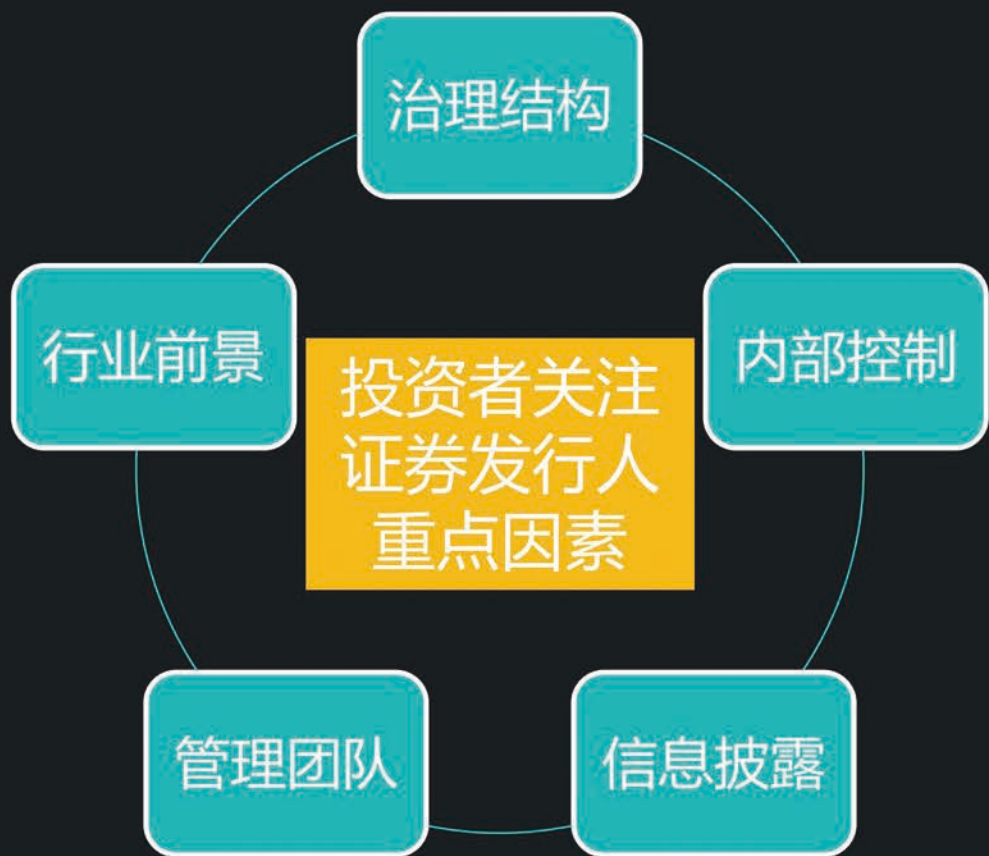 治理结构
行业前景
内部控制
投资者关注
证券发行人
重点因素
管理团队
信息披露